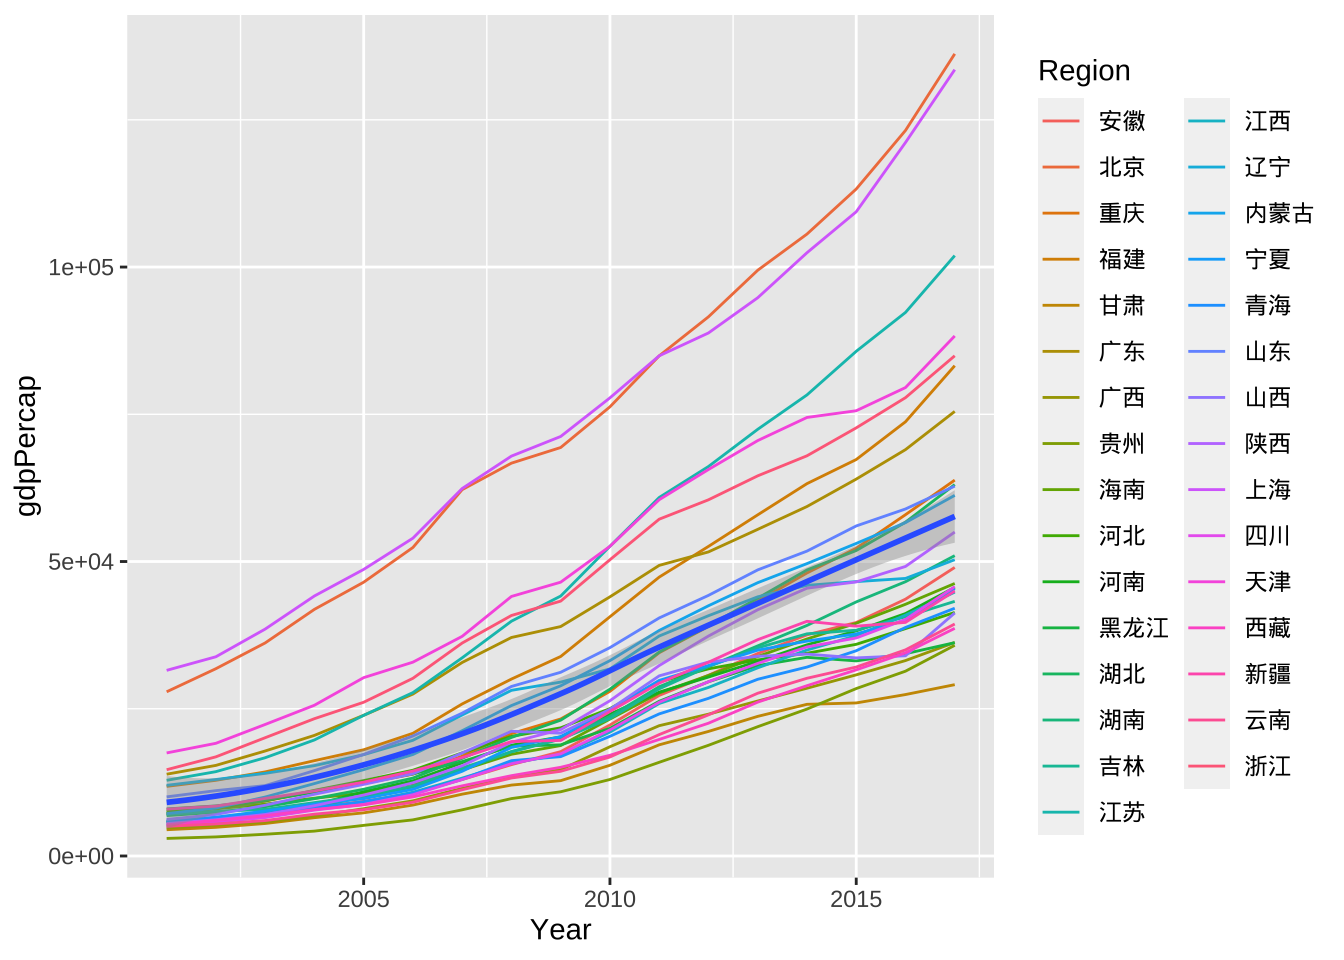 gdpPercap
1e+05
5e+04
0e+00
2005
2010
2015
Year
Region
安徽
北京
重庆
福建
甘肃
广东
广西
贵州
海南
河北
河南
黑龙江
湖北
湖南
吉林
江苏
江西
辽宁
内蒙古
宁夏
青海
山东
山西
陕西
上海
四川
天津
西藏
新疆
云南
浙江